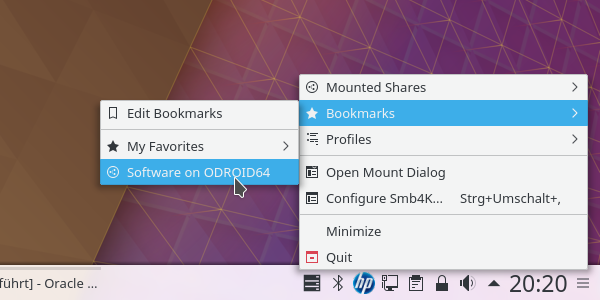 Mounted Shares
Bookmarks
Profiles
Open Mount Dialog
Configure Smb4K... Strg+Umschalt+,
Minimize
Quit
Edit Bookmarks
My Favorites
Software on ODROID64
führt] - Oracle ...
hp
20:20